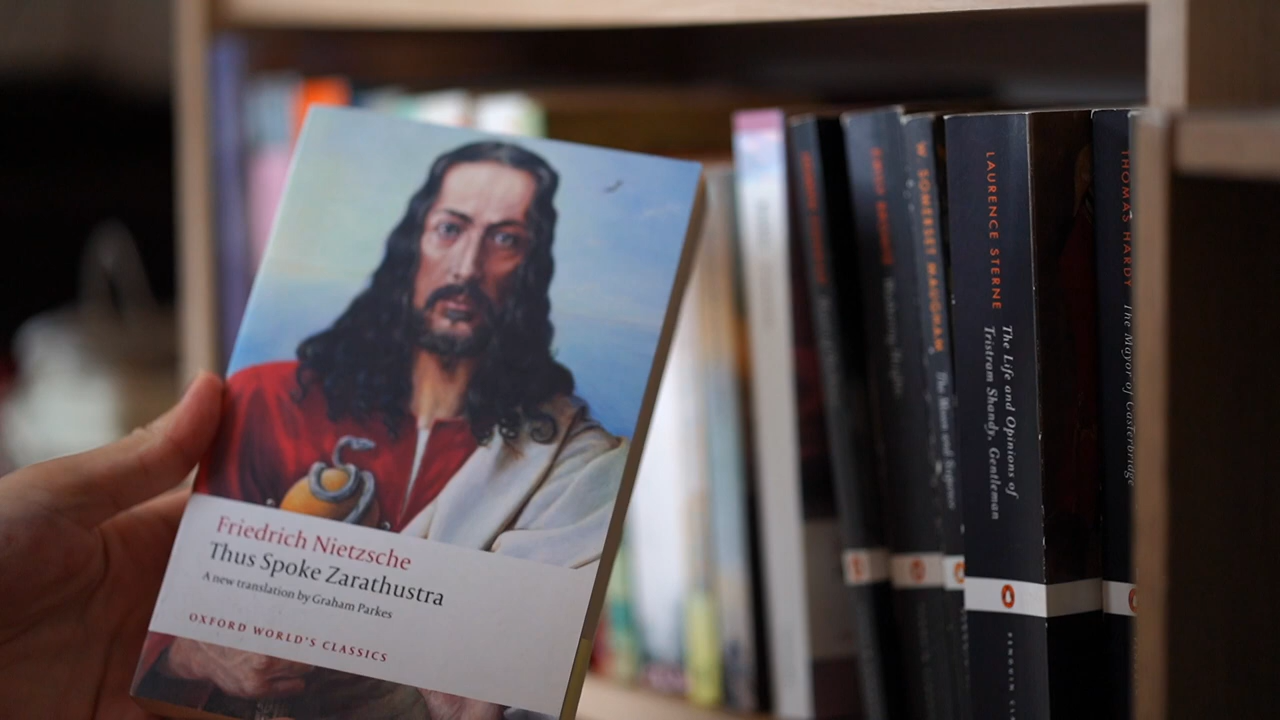 Friedrich Nietzsche
Thus Spoke Zarathustra
A new translation by Graham Parkes
OXFORD WORLD'S CLASSICS
W. SOMERSET MAUGHAM
LAURENCE STERNE
The Life and Opinions of
Tristram Shandy, Gentleman
THOMAS HARDY
The Mayor of Casterbridge